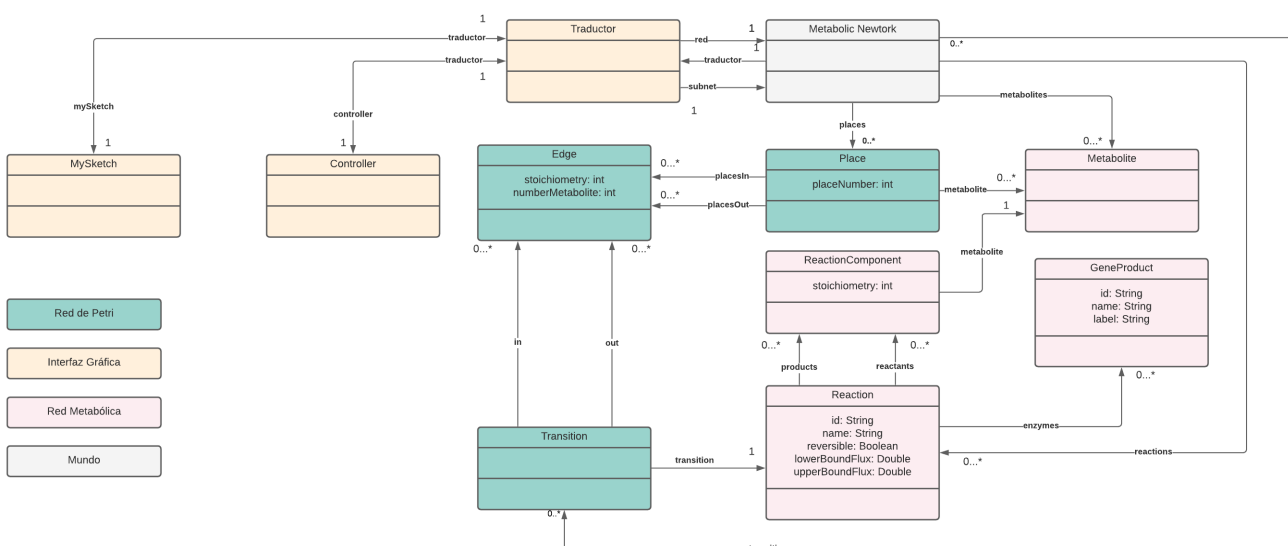 1
Traductor
1
Metabolic Newtork
traductor
red
1
0..*
traductor
traductor
1
subnet
1
metabolites
mySketch
controller
places
1
1
0..*
0...*
MySketch
Controller
Edge
Place
Metabolite
stoichiometry: int
numberMetabolite: int
0...*
placesIn
placeNumber: int
metabolite
0...*
0...*
placesOut
1
0...*
0...*
metabolite
ReactionComponent
stoichiometry: int
GeneProduct
id: String
name: String
label: String
Red de Petri
Interfaz Gráfica
Red Metabólica
Mundo
in
out
0...*
0...*
products
reactants
0...*
Reaction
id: String
name: String
reversible: Boolean
lowerBoundFlux: Double
upperBoundFlux: Double
enzymes
reactions
0...*
Transition
transition
1
0..*